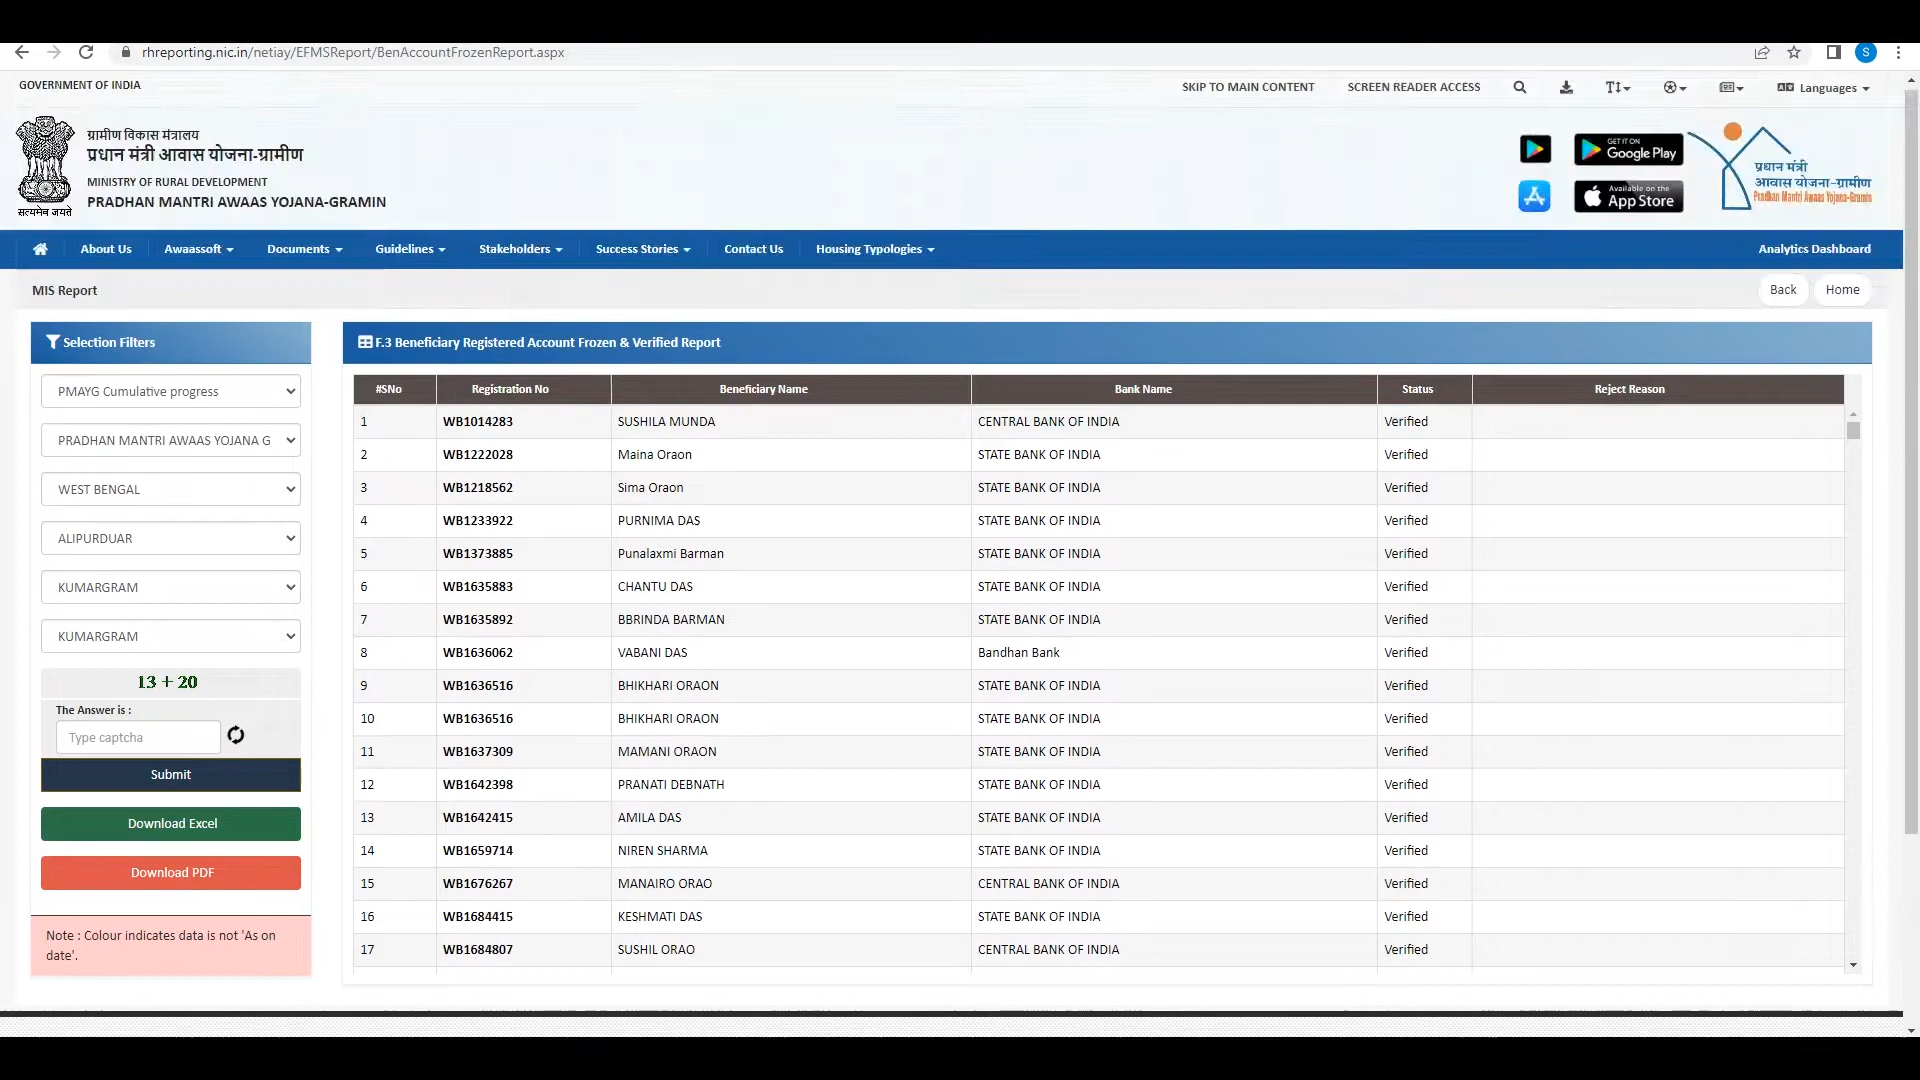 rhreporting.nic.in/netiay/EFMSReport/BenAccountFrozenReport.aspx
S
GOVERNMENT OF INDIA
SKIP TO MAIN CONTENT
SCREEN READER ACCESS
Languages
ग्रामीण विकास मंत्रालय
प्रधान मंत्री आवास योजना-ग्रामीण
MINISTRY OF RURAL DEVELOPMENT
PRADHAN MANTRI AWAAS YOJANA-GRAMIN
सत्यमेव जयते
GET IT ON
Google Play
Available on the
App Store
प्रधान मंत्री
आवास योजना-ग्रामीण
Pradhan Mantri Awaas Yojana-Gramin
About Us Awaassoft Documents Guidelines Stakeholders Success Stories Contact Us Housing Typologies Analytics Dashboard
MIS Report
Back Home
Selection Filters
PMAYG Cumulative progress
PRADHAN MANTRI AWAAS YOJANA G
WEST BENGAL
ALIPURDUAR
KUMARGRAM
KUMARGRAM
13 + 20
The Answer is :
Type captcha
Submit
Download Excel
Download PDF
Note : Colour indicates data is not 'As on
date'.
F.3 Beneficiary Registered Account Frozen & Verified Report
#SNo Registration No Beneficiary Name Bank Name Status Reject Reason
1 WB1014283 SUSHILA MUNDA CENTRAL BANK OF INDIA Verified
2 WB1222028 Maina Oraon STATE BANK OF INDIA Verified
3 WB1218562 Sima Oraon STATE BANK OF INDIA Verified
4 WB1233922 PURNIMA DAS STATE BANK OF INDIA Verified
5 WB1373885 Punalaxmi Barman STATE BANK OF INDIA Verified
6 WB1635883 CHANTU DAS STATE BANK OF INDIA Verified
7 WB1635892 BBRINDA BARMAN STATE BANK OF INDIA Verified
8 WB1636062 VABANI DAS Bandhan Bank Verified
9 WB1636516 BHIKHARI ORAON STATE BANK OF INDIA Verified
10 WB1636516 BHIKHARI ORAON STATE BANK OF INDIA Verified
11 WB1637309 MAMANI ORAON STATE BANK OF INDIA Verified
12 WB1642398 PRANATI DEBNATH STATE BANK OF INDIA Verified
13 WB1642415 AMILA DAS STATE BANK OF INDIA Verified
14 WB1659714 NIREN SHARMA STATE BANK OF INDIA Verified
15 WB1676267 MANAIRO ORAO CENTRAL BANK OF INDIA Verified
16 WB1684415 KESHMATI DAS STATE BANK OF INDIA Verified
17 WB1684807 SUSHIL ORAO CENTRAL BANK OF INDIA Verified